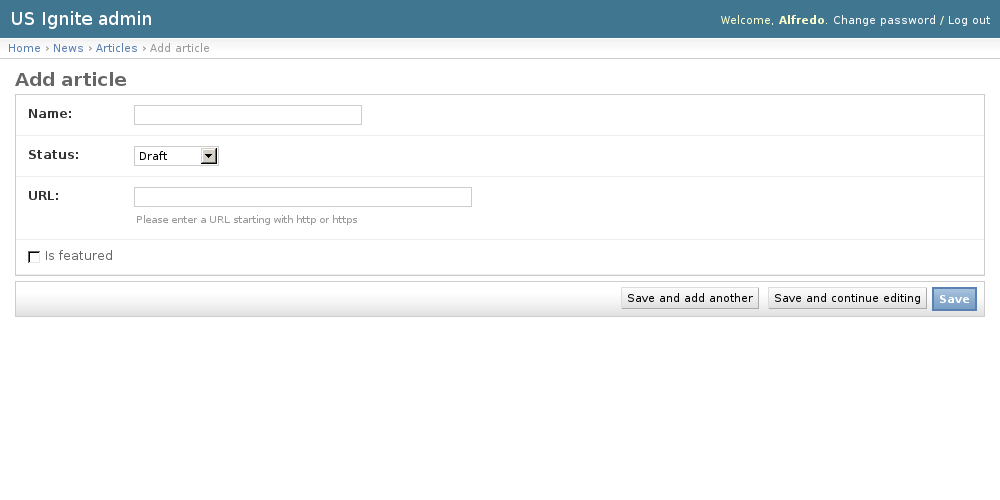 US Ignite admin
Welcome, Alfredo. Change password / Log out
Home › News › Articles › Add article
Add article
Name:
Status: Draft
URL:
Please enter a URL starting with http or https
Is featured
Save and add another Save and continue editing Save